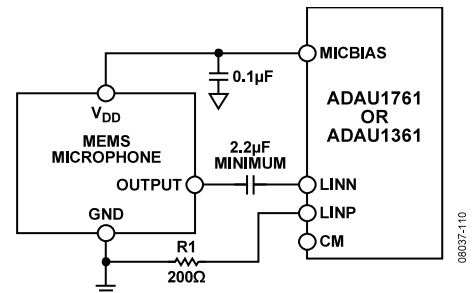 MICBIAS
0.1µF
ADAU1761
OR
ADAU1361
VDD
MEMS
MICROPHONE
2.2µF
MINIMUM
OUTPUT
LINN
LINP
GND
R1
200Ω
CM
08037-110